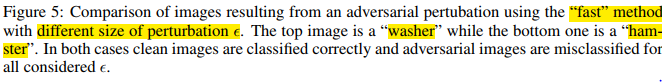 Figure 5: Comparison of images resulting from an adversarial pertubation using the “fast” method
with different size of perturbation ϵ. The top image is a “washer” while the bottom one is a “ham-
ster”. In both cases clean images are classified correctly and adversarial images are misclassified for
all considered ϵ.